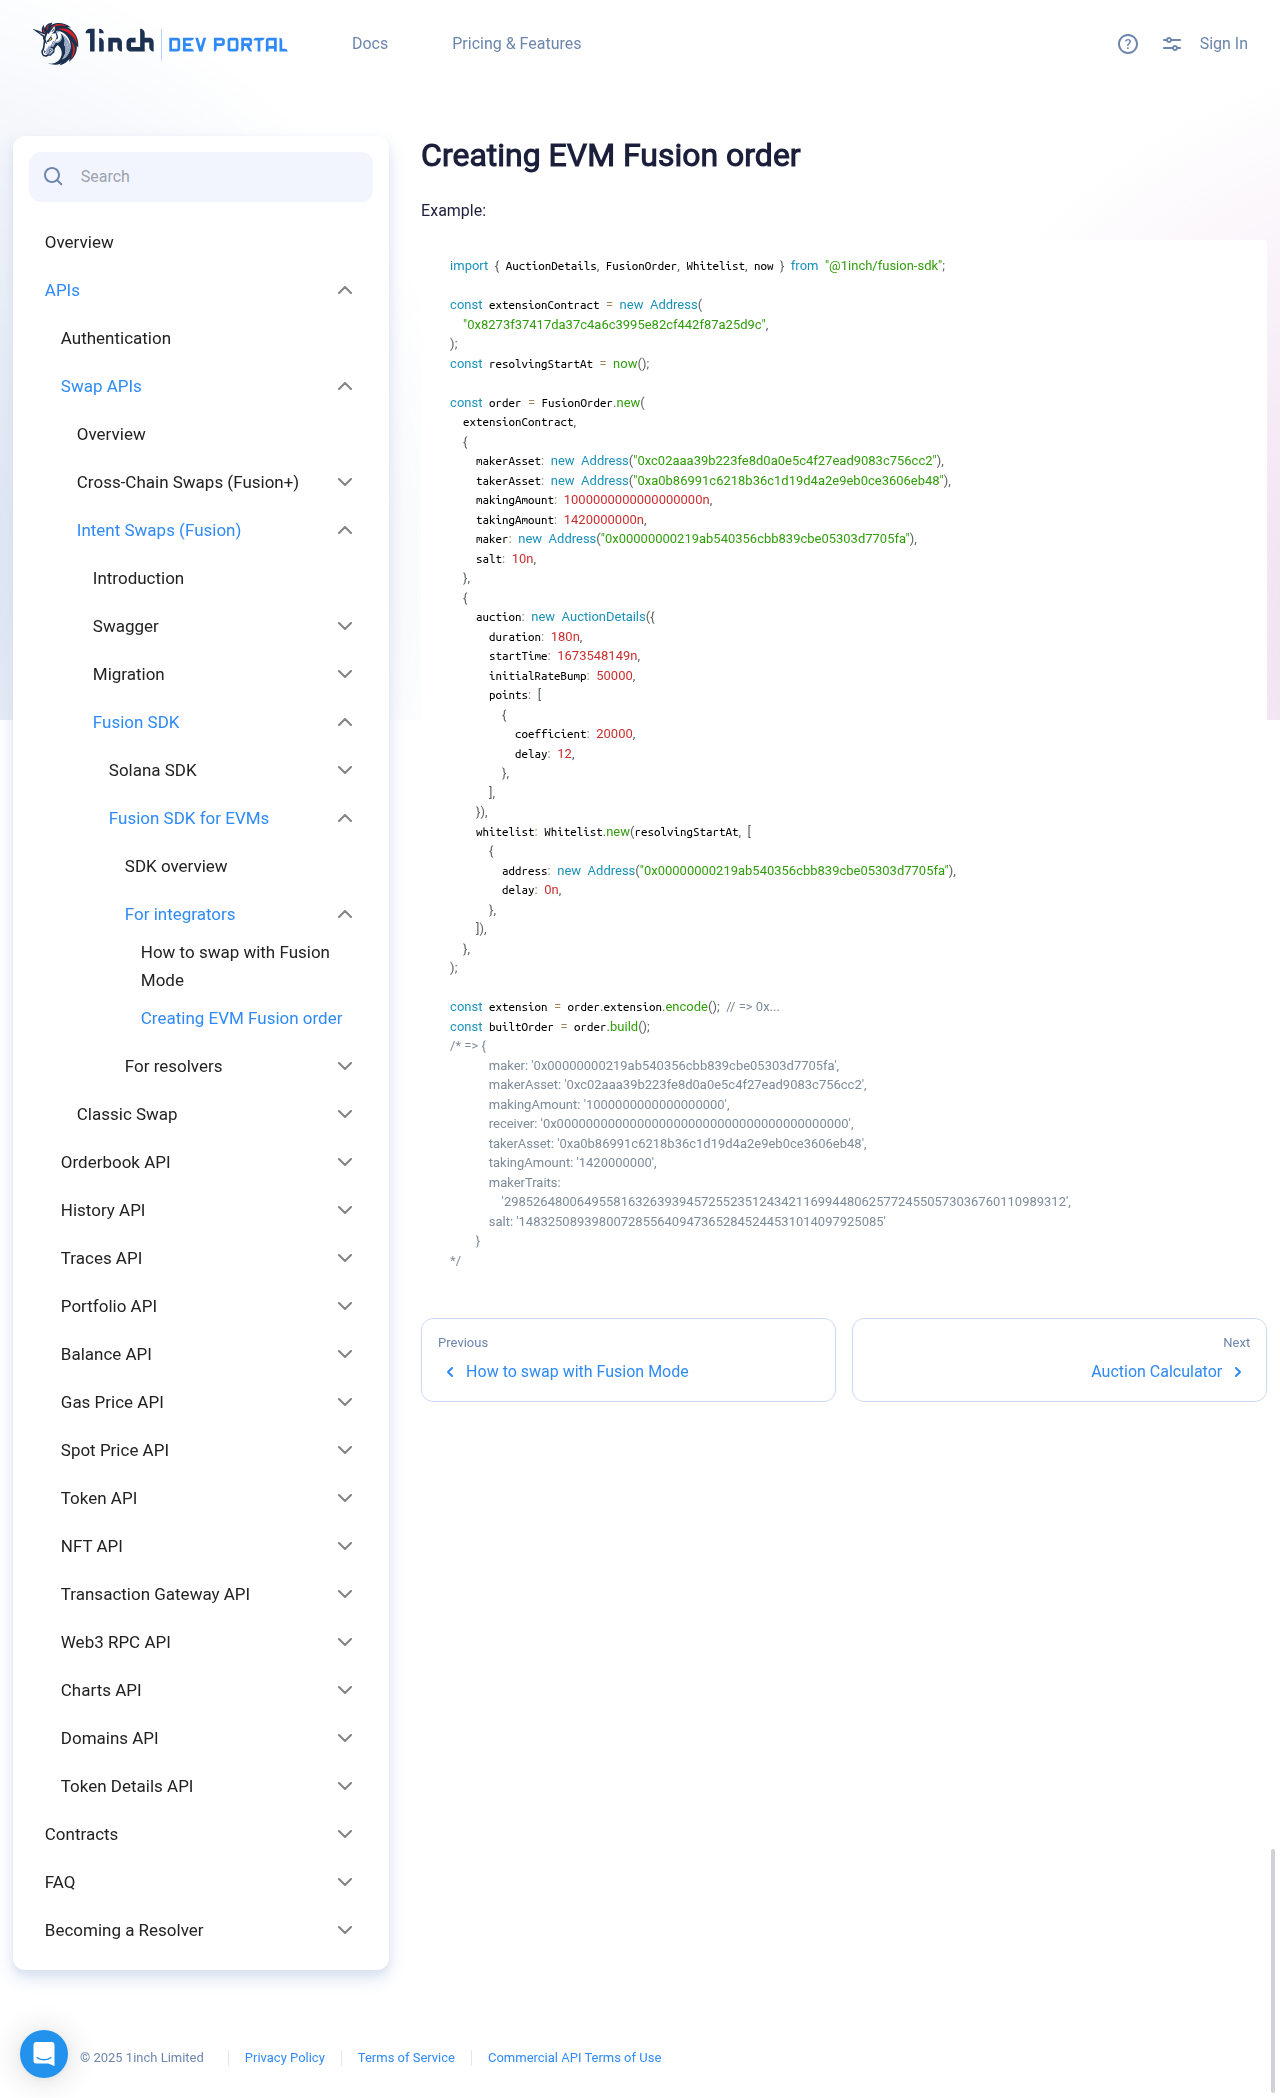 1inch DEV PORTAL
Docs
Pricing & Features
Sign In
Search
Overview
APIs
Authentication
Swap APIs
Overview
Cross-Chain Swaps (Fusion+)
Intent Swaps (Fusion)
Introduction
Swagger
Migration
Fusion SDK
Solana SDK
Fusion SDK for EVMs
SDK overview
For integrators
How to swap with Fusion
Mode
Creating EVM Fusion order
For resolvers
Classic Swap
Orderbook API
History API
Traces API
Portfolio API
Balance API
Gas Price API
Spot Price API
Token API
NFT API
Transaction Gateway API
Web3 RPC API
Charts API
Domains API
Token Details API
Contracts
FAQ
Becoming a Resolver
Creating EVM Fusion order
Example:
import { AuctionDetails, FusionOrder, Whitelist, now } from "@1inch/fusion-sdk";
const extensionContract = new Address(
"0x8273f37417da37c4a6c3995e82cf442f87a25d9c",
);
const resolvingStartAt = now();
const order = FusionOrder.new(
extensionContract,
{
makerAsset: new Address("0xc02aaa39b223fe8d0a0e5c4f27ead9083c756cc2"),
takerAsset: new Address("0xa0b86991c6218b36c1d19d4a2e9eb0ce3606eb48"),
makingAmount: 1000000000000000000n,
takingAmount: 1420000000n,
maker: new Address("0x00000000219ab540356cbb839cbe05303d7705fa"),
salt: 10n,
},
{
auction: new AuctionDetails({
duration: 180n,
startTime: 1673548149n,
initialRateBump: 50000,
points: [
{
coefficient: 20000,
delay: 12,
},
],
}),
whitelist: Whitelist.new(resolvingStartAt, [
{
address: new Address("0x00000000219ab540356cbb839cbe05303d7705fa"),
delay: 0n,
},
]),
},
);
const extension = order.extension.encode(); // => 0x...
const builtOrder = order.build();
/* => {
maker: '0x00000000219ab540356cbb839cbe05303d7705fa',
makerAsset: '0xc02aaa39b223fe8d0a0e5c4f27ead9083c756cc2',
makingAmount: '1000000000000000000',
receiver: '0x0000000000000000000000000000000000000000',
takerAsset: '0xa0b86991c6218b36c1d19d4a2e9eb0ce3606eb48',
takingAmount: '1420000000',
makerTraits:
'29852648006495581632639394572552351243421169944806257724550573036760110989312',
salt: '14832508939800728556409473652845244531014097925085'
}
*/
Previous
How to swap with Fusion Mode
Next
Auction Calculator
© 2025 1inch Limited
Privacy Policy
Terms of Service
Commercial API Terms of Use